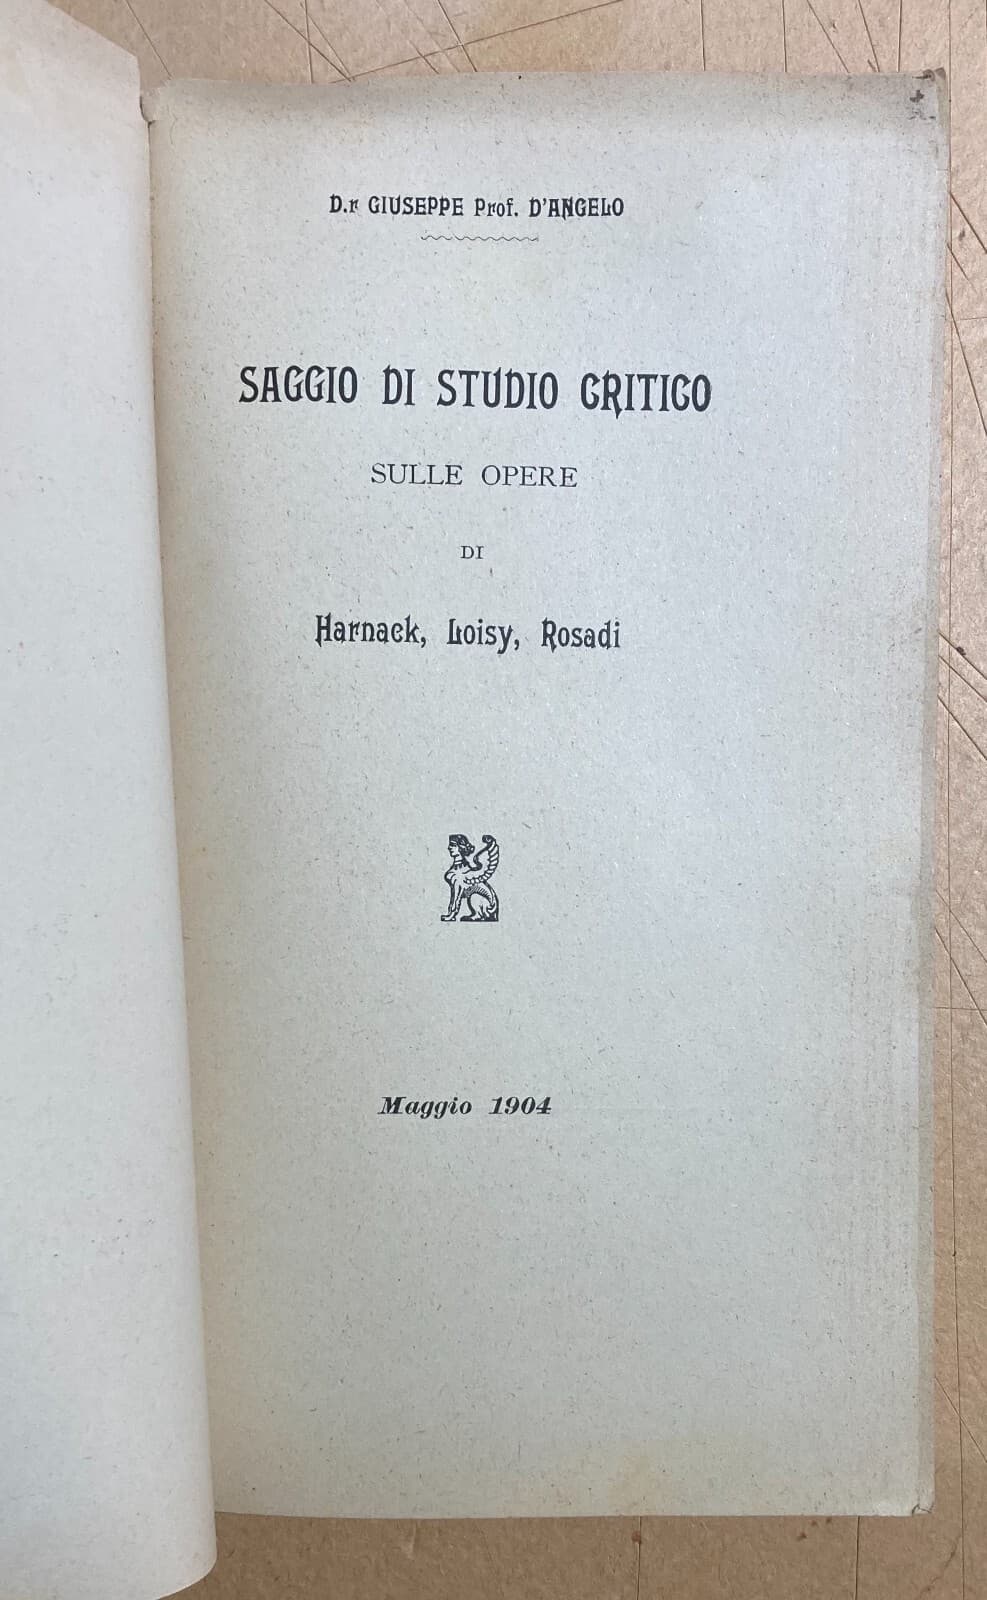 D.r GIUSEPPE Prof. D'ANGELO
SAGGIO DI STUDIO CRITICO
SULLE OPERE
DI
Harnack, Loisy, Rosadi
Maggio 1904